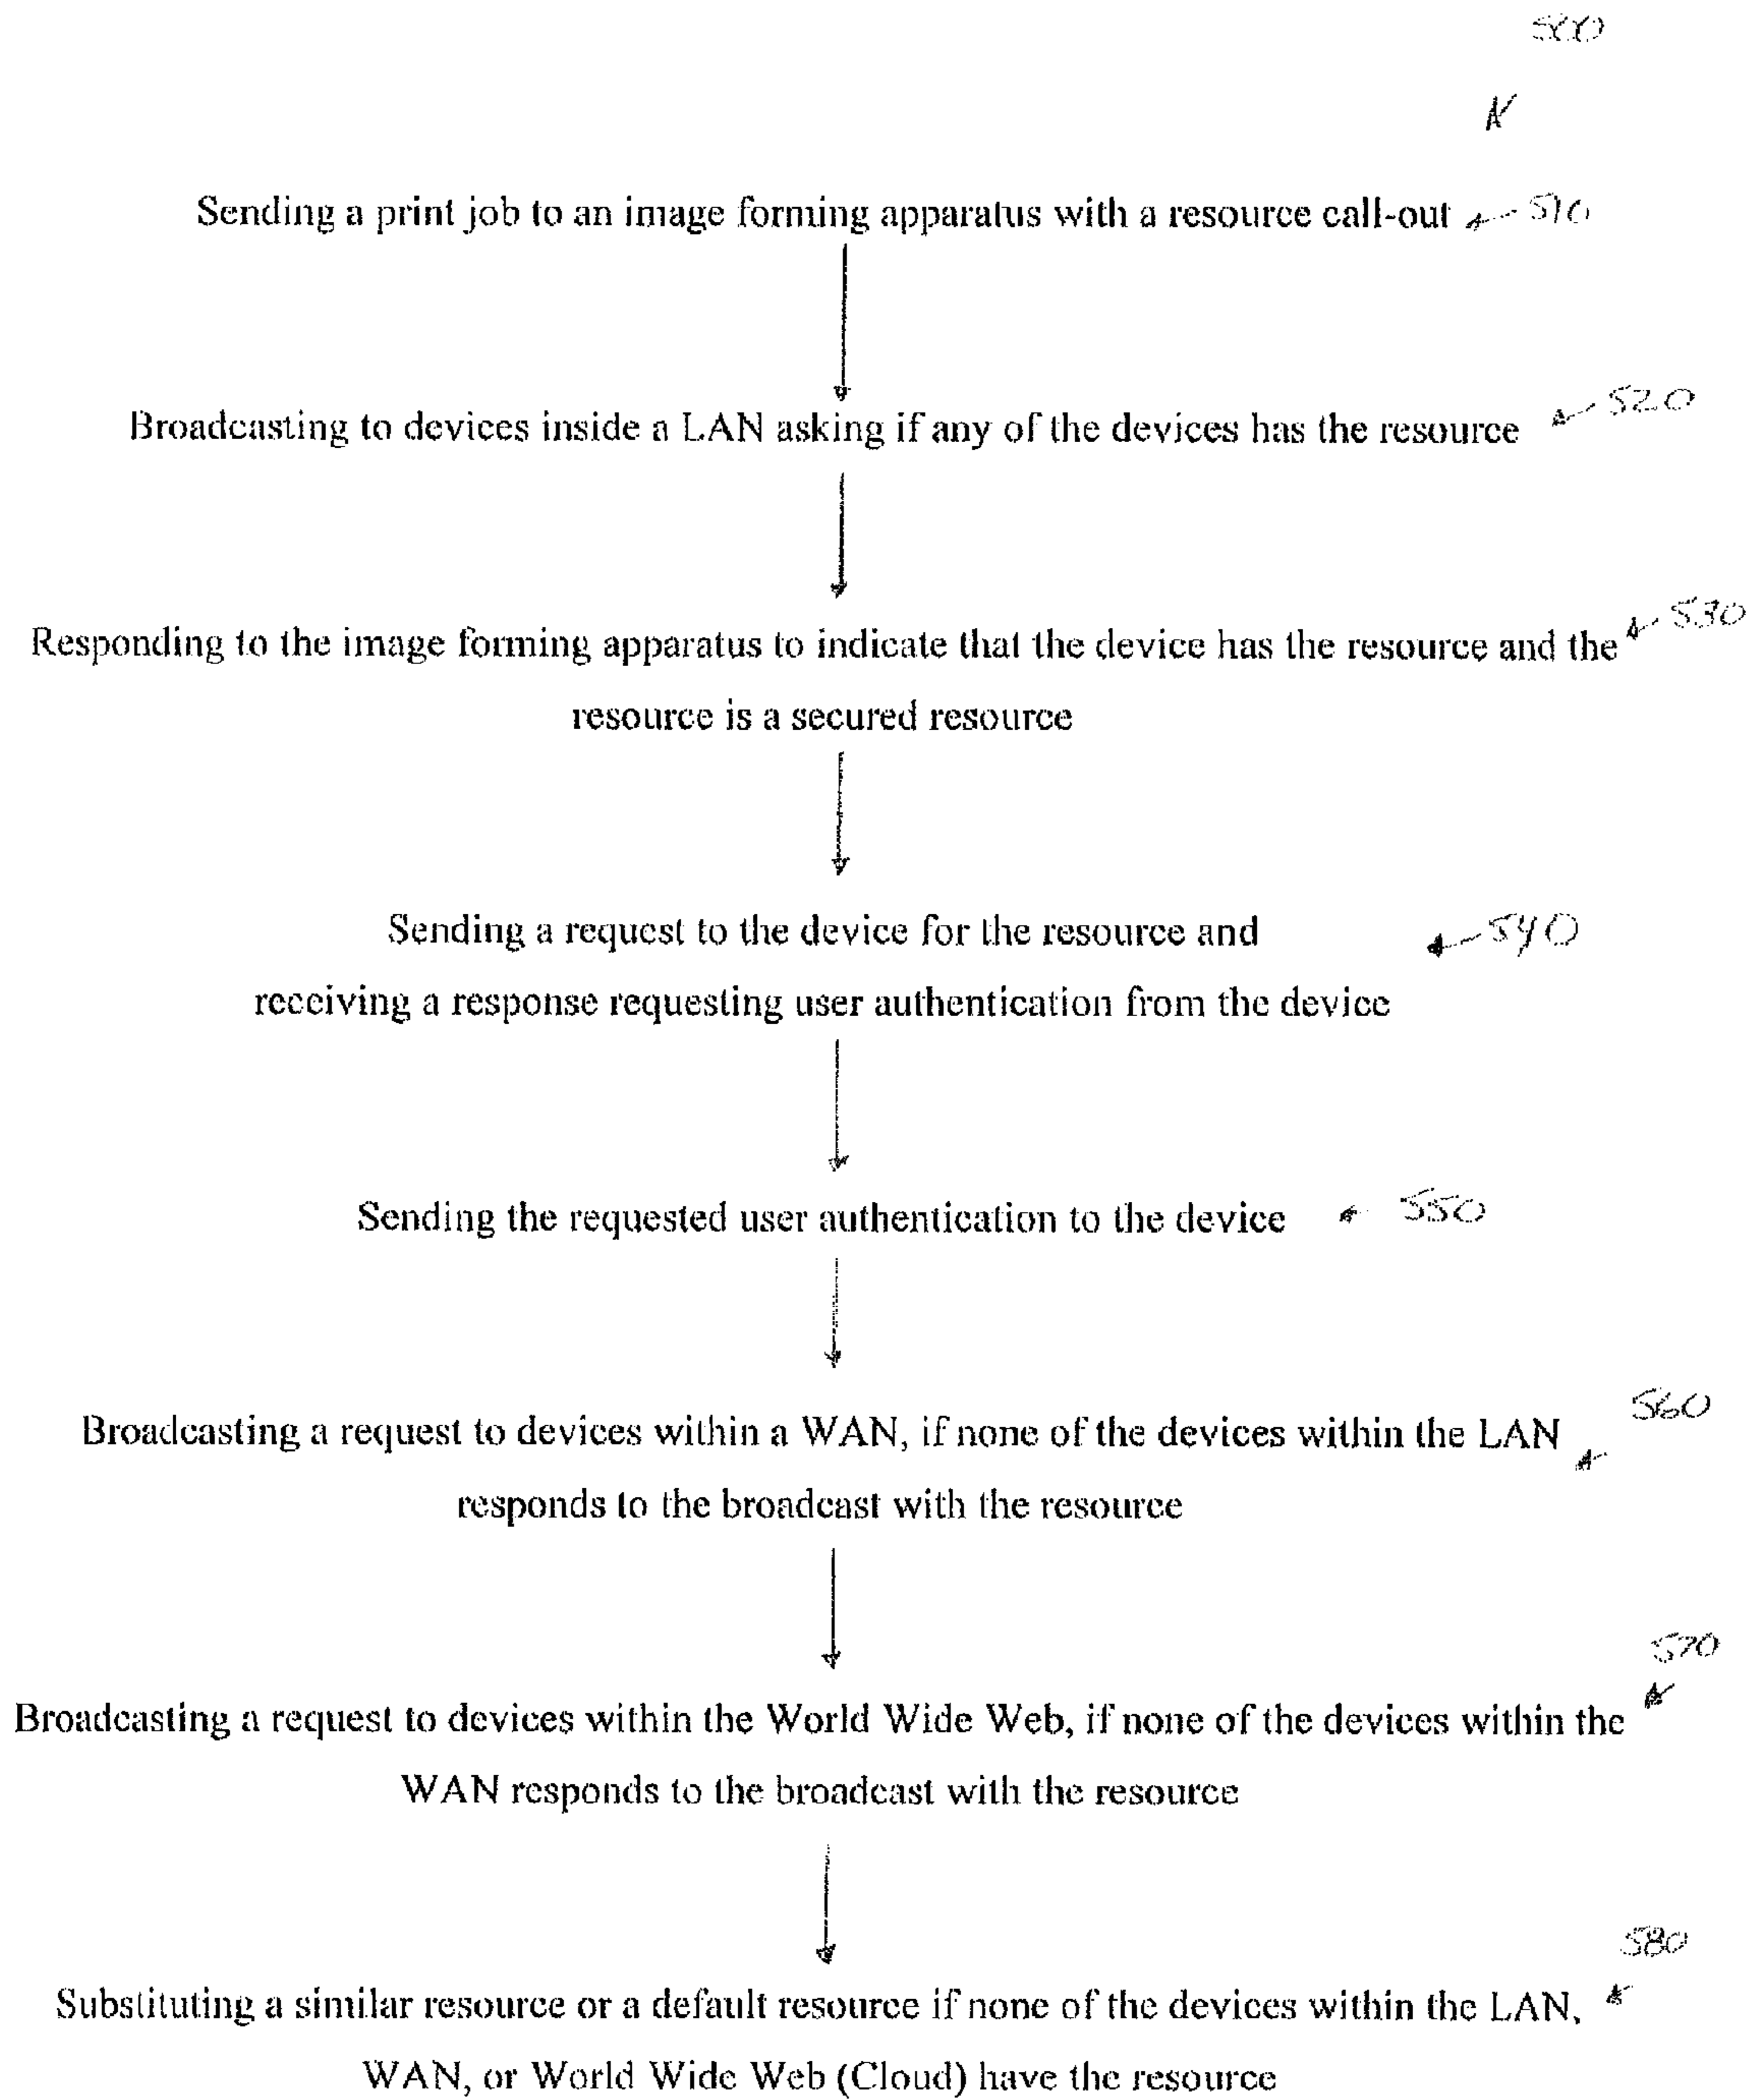 500
Sending a print job to an image forming apparatus with a resource call-out 510
Broadcasting to devices inside a LAN asking if any of the devices has the resource 520
Responding to the image forming apparatus to indicate that the device has the resource and the 530
resource is a secured resource
Sending a request to the device for the resource and 540
receiving a response requesting user authentication from the device
Sending the requested user authentication to the device 550
Broadcasting a request to devices within a WAN, if none of the devices within the LAN 560
responds to the broadcast with the resource
Broadcasting a request to devices within the World Wide Web, if none of the devices within the 570
WAN responds to the broadcast with the resource
Substituting a similar resource or a default resource if none of the devices within the LAN, 580
WAN, or World Wide Web (Cloud) have the resource